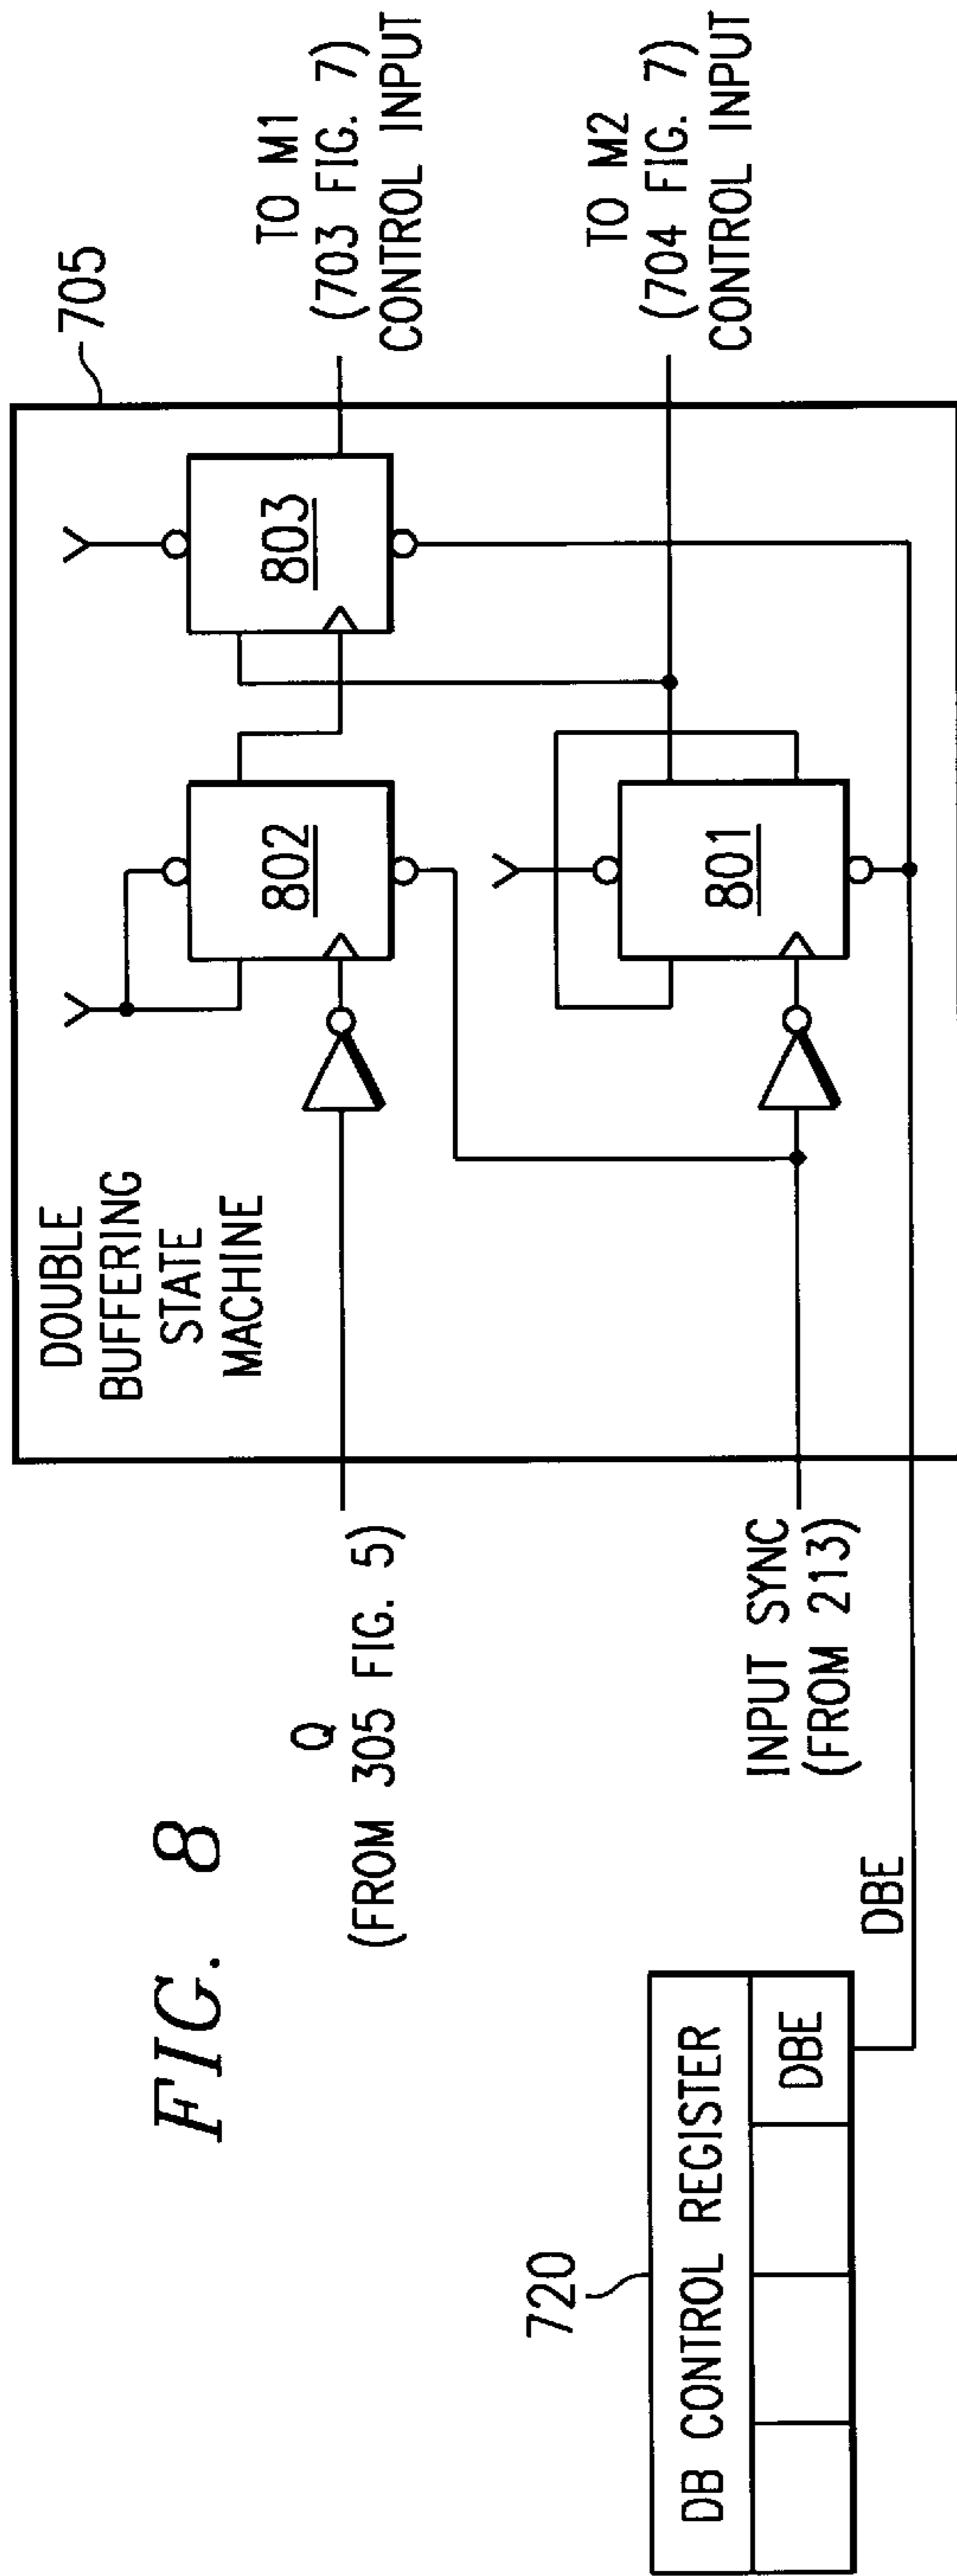 FIG. 8
DOUBLE
BUFFERING
STATE
MACHINE
705
802
803
801
TO M1
(703 FIG. 7)
CONTROL INPUT
TO M2
(704 FIG. 7)
CONTROL INPUT
Q
(FROM 305 FIG. 5)
INPUT SYNC
(FROM 213)
DBE
720
DB CONTROL REGISTER
DBE